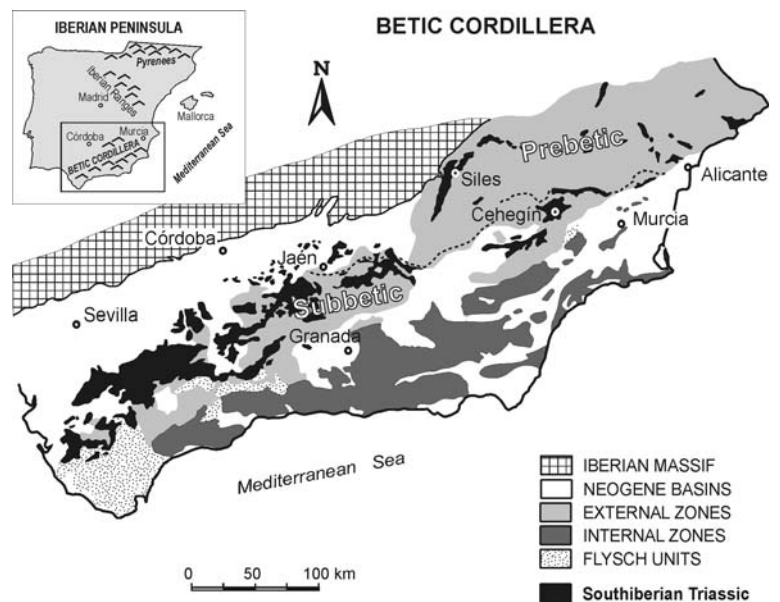 IBERIAN PENINSULA
Pyrenees
Iberian Ranges
Madrid
Mallorca
Córdoba
Murcia
BETIC CORDILLERA
Mediterranean Sea
BETIC CORDILLERA
N
Prebetic
Siles
Alicante
Cehegín
Murcia
Córdoba
Jaén
Subbetic
Sevilla
Granada
Mediterranean Sea
IBERIAN MASSIF
NEOGENE BASINS
EXTERNAL ZONES
INTERNAL ZONES
FLYSCH UNITS
Southiberian Triassic
0 50 100 km